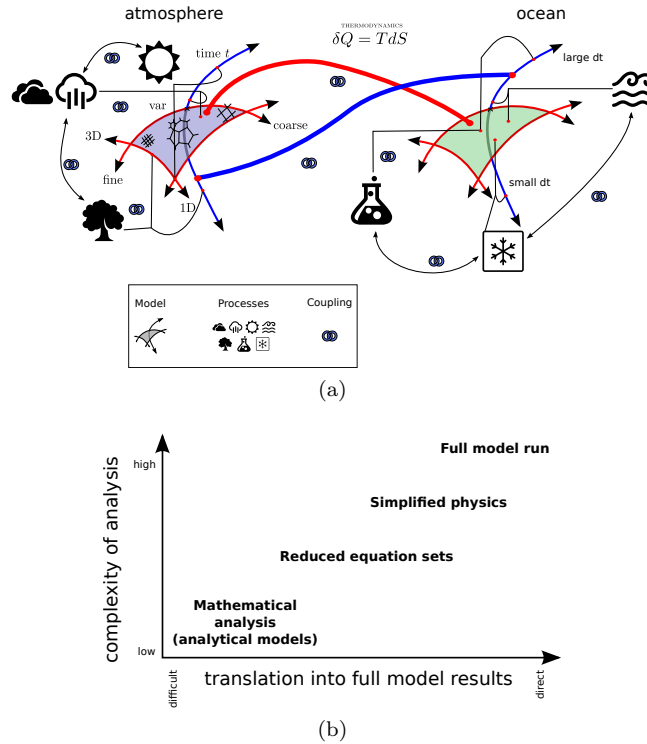 atmosphere
ocean
THERMODYNAMICS
δQ = TdS
time t
large dt
var
coarse
3D
fine
1D
small dt
Model
Processes
Coupling
(a)
complexity of analysis
high
low
Full model run
Simplified physics
Reduced equation sets
Mathematical
analysis
(analytical models)
difficult
translation into full model results
direct
(b)